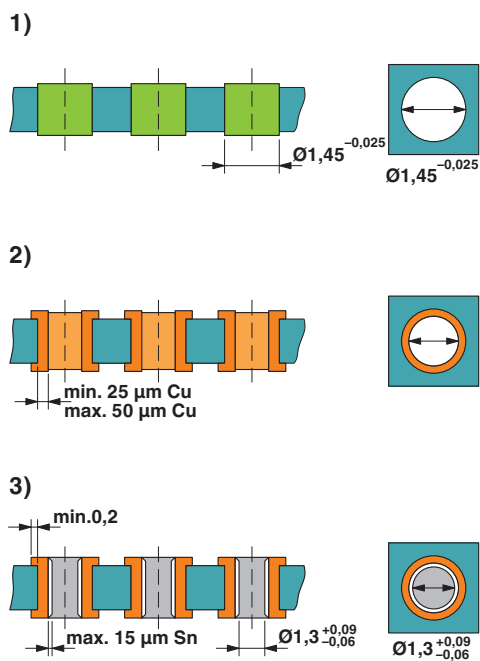 1)
Ø1,45 −0,025
Ø1,45 −0,025
2)
min. 25 µm Cu
max. 50 µm Cu
3)
min.0,2
max. 15 µm Sn
Ø1,3 +0,09 −0,06
Ø1,3 +0,09 −0,06